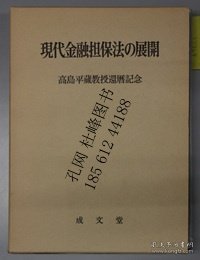 現代金融担保法の展開
高島平蔵教授還暦記念
孔网 杜峰图书
185 612 44188
成文堂